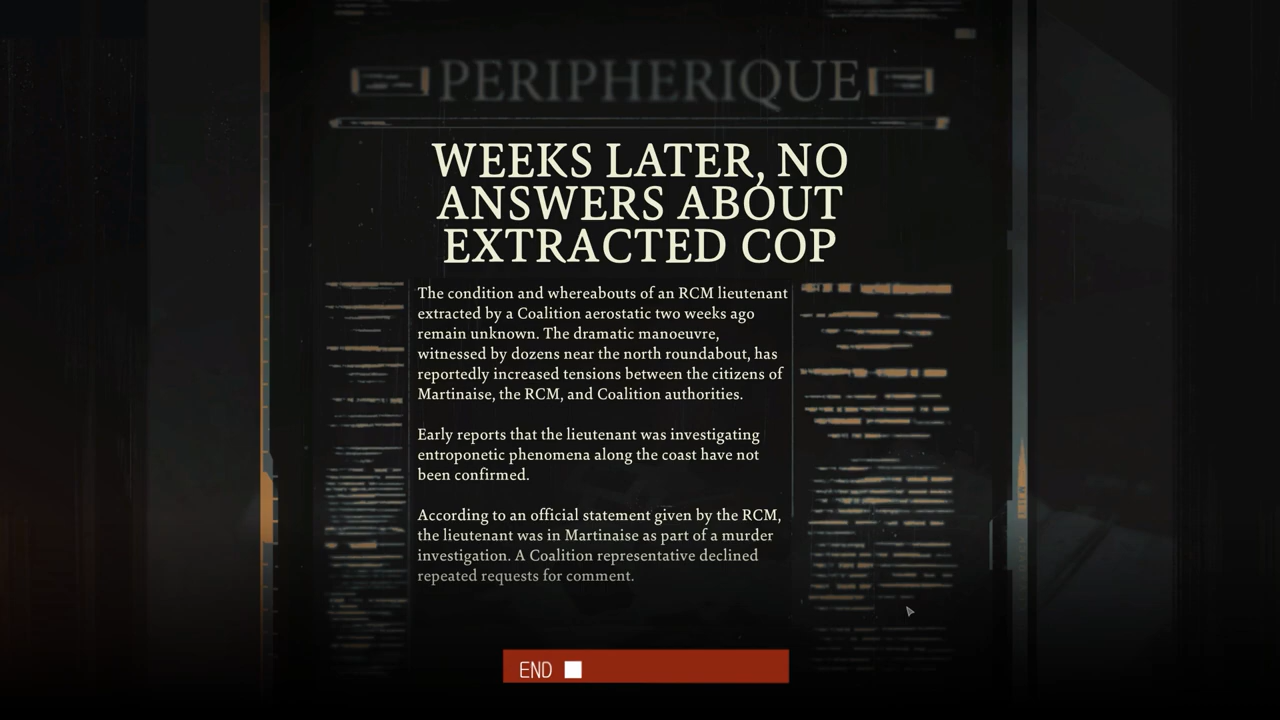 PERIPHERIQUE
WEEKS LATER, NO
ANSWERS ABOUT
EXTRACTED COP
The condition and whereabouts of an RCM lieutenant
extracted by a Coalition aerostatic two weeks ago
remain unknown. The dramatic manoeuvre,
witnessed by dozens near the north roundabout, has
reportedly increased tensions between the citizens of
Martinaise, the RCM, and Coalition authorities.
Early reports that the lieutenant was investigating
entroponetic phenomena along the coast have not
been confirmed.
According to an official statement given by the RCM,
the lieutenant was in Martinaise as part of a murder
investigation. A Coalition representative declined
repeated requests for comment.
END